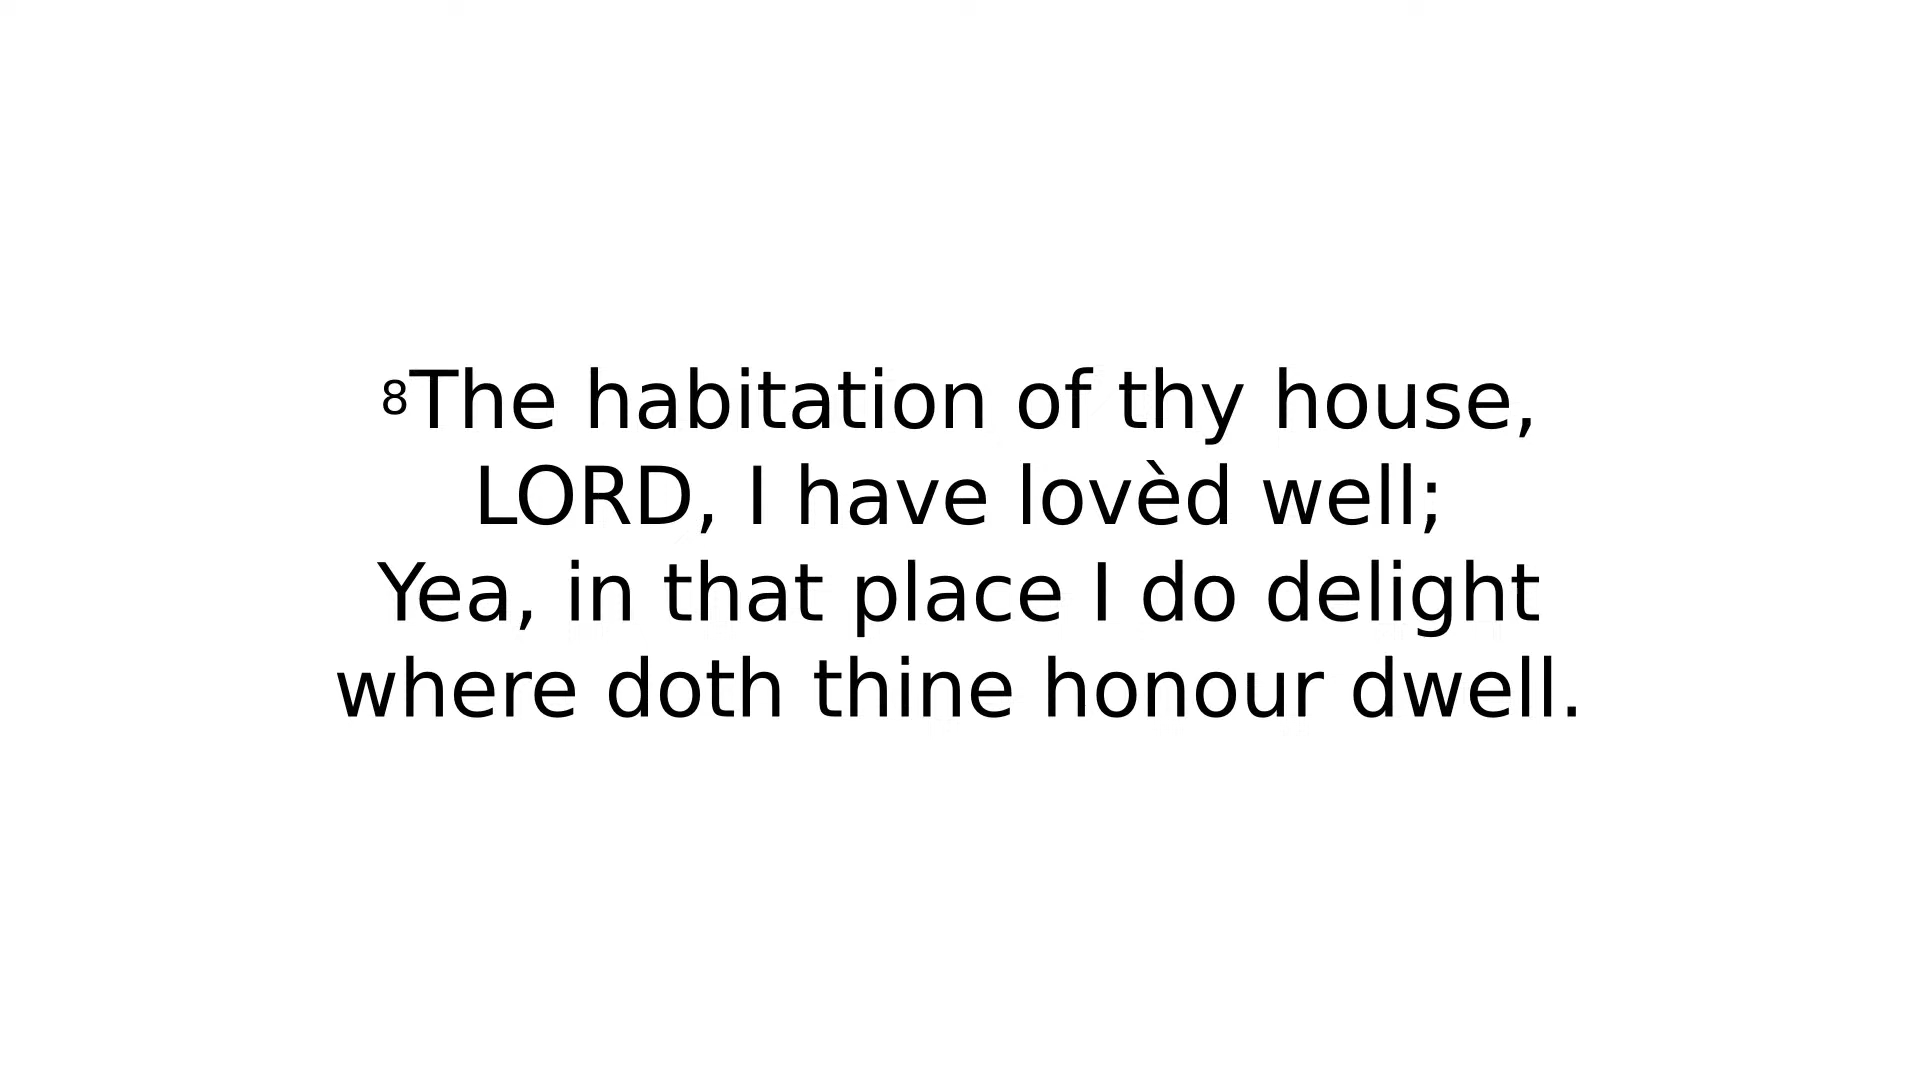 ⁸The habitation of thy house,
LORD, I have lovèd well;
Yea, in that place I do delight
where doth thine honour dwell.